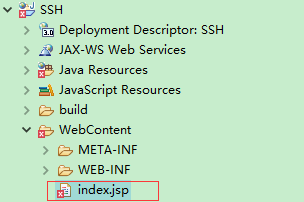 SSH
Deployment Descriptor: SSH
JAX-WS Web Services
Java Resources
JavaScript Resources
build
WebContent
META-INF
WEB-INF
index.jsp